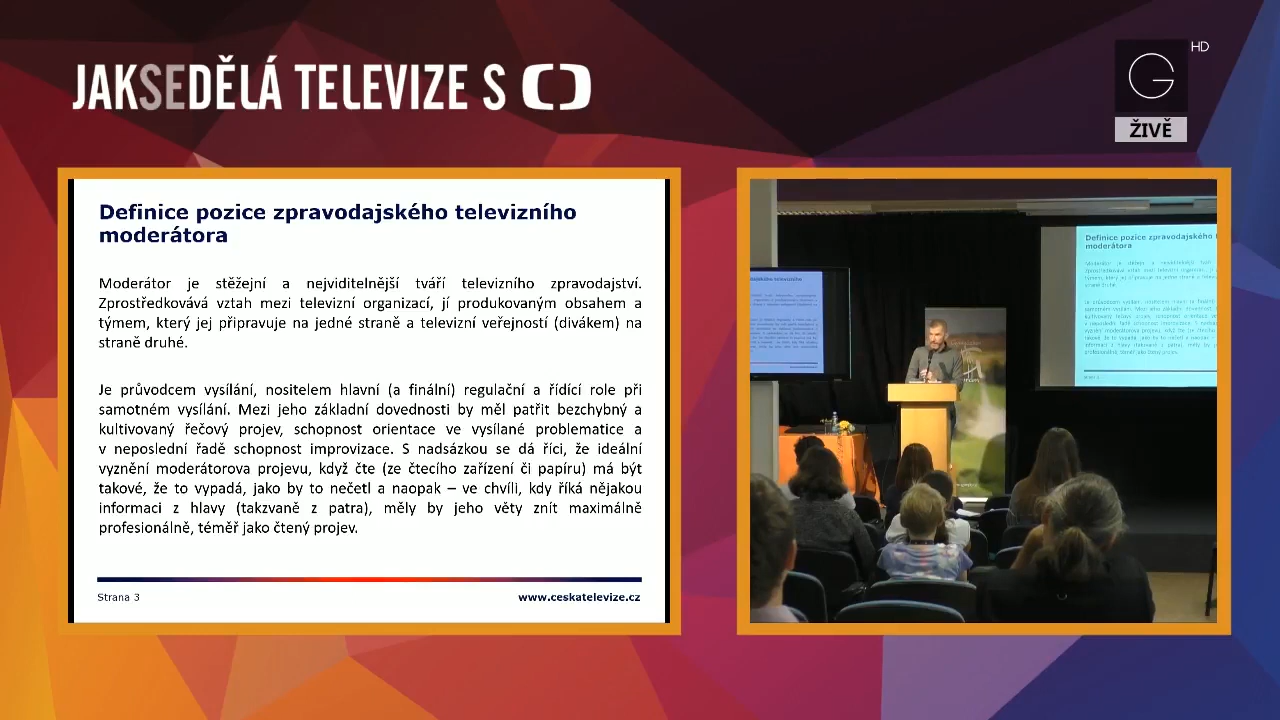 JAKSEDĚLÁ TELEVIZE S
HD
G
ŽIVĚ
Definice pozice zpravodajského televizního
moderátora
Moderátor je stěžejní a nejviditelnější tváří televizního zpravodajství.
Zprostředkovává vztah mezi televizní organizací, jí produkovaným obsahem a
týmem, který jej připravuje na jedné straně a televizní veřejností (divákem) na
straně druhé.
Je průvodcem vysílání, nositelem hlavní (a finální) regulační a řídící role při
samotném vysílání. Mezi jeho základní dovednosti by měl patřit bezchybný a
kultivovaný řečový projev, schopnost orientace ve vysílané problematice a
v neposlední řadě schopnost improvizace. S nadsázkou se dá říci, že ideální
vyznění moderátorova projevu, když čte (ze čtecího zařízení či papíru) má být
takové, že to vypadá, jako by to nečetl a naopak – ve chvíli, kdy říká nějakou
informaci z hlavy (takzvaně z patra), měly by jeho věty znít maximálně
profesionálně, téměř jako čtený projev.
Strana 3
www.ceskatelevize.cz
Definice pozice zpravodajského
moderátora